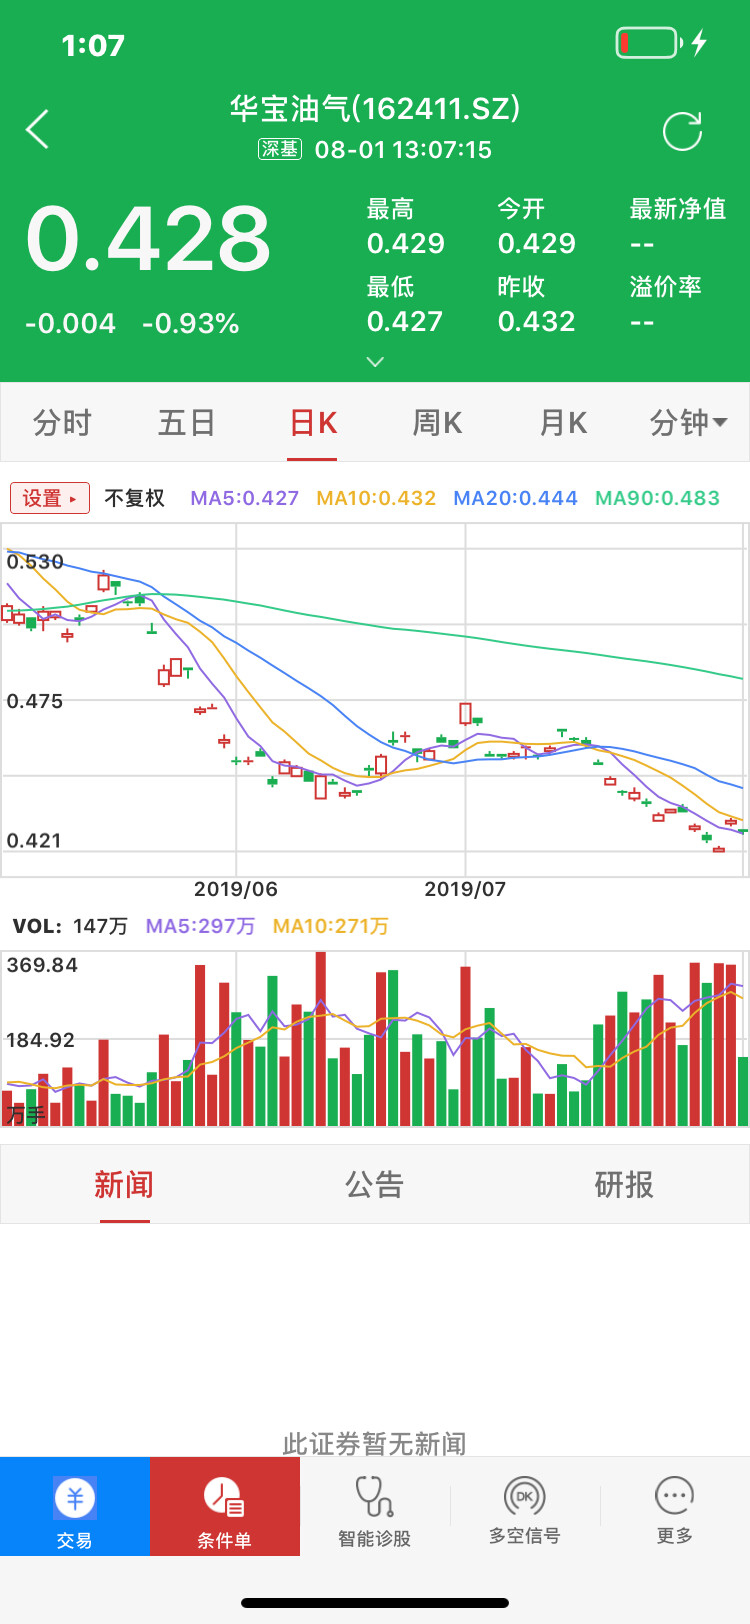 1:07
华宝油气(162411.SZ)
深基 08-01 13:07:15
0.428
-0.004 -0.93%
最高 今开 最新净值
0.429 0.429 --
最低 昨收 溢价率
0.427 0.432 --
分时 五日 日K 周K 月K 分钟
设置 不复权 MA5:0.427 MA10:0.432 MA20:0.444 MA90:0.483
0.530
0.475
0.421
2019/06 2019/07
VOL: 147万 MA5:297万 MA10:271万
369.84
184.92
万手
新闻 公告 研报
此证券暂无新闻
¥ DK
交易 条件单 智能诊股 多空信号 更多